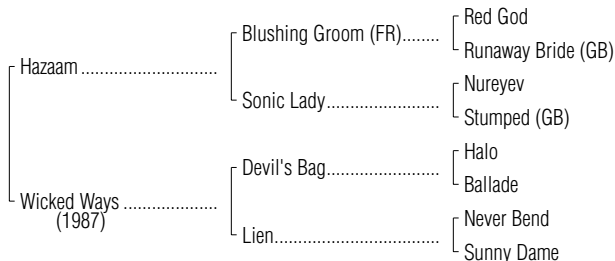 Red God
Blushing Groom (FR)........
Runaway Bride (GB)
Hazaam .............................
Nureyev
Sonic Lady........................
Stumped (GB)
Halo
Devil's Bag........................
Ballade
Wicked Ways ....................
(1987)
Never Bend
Lien...................................
Sunny Dame